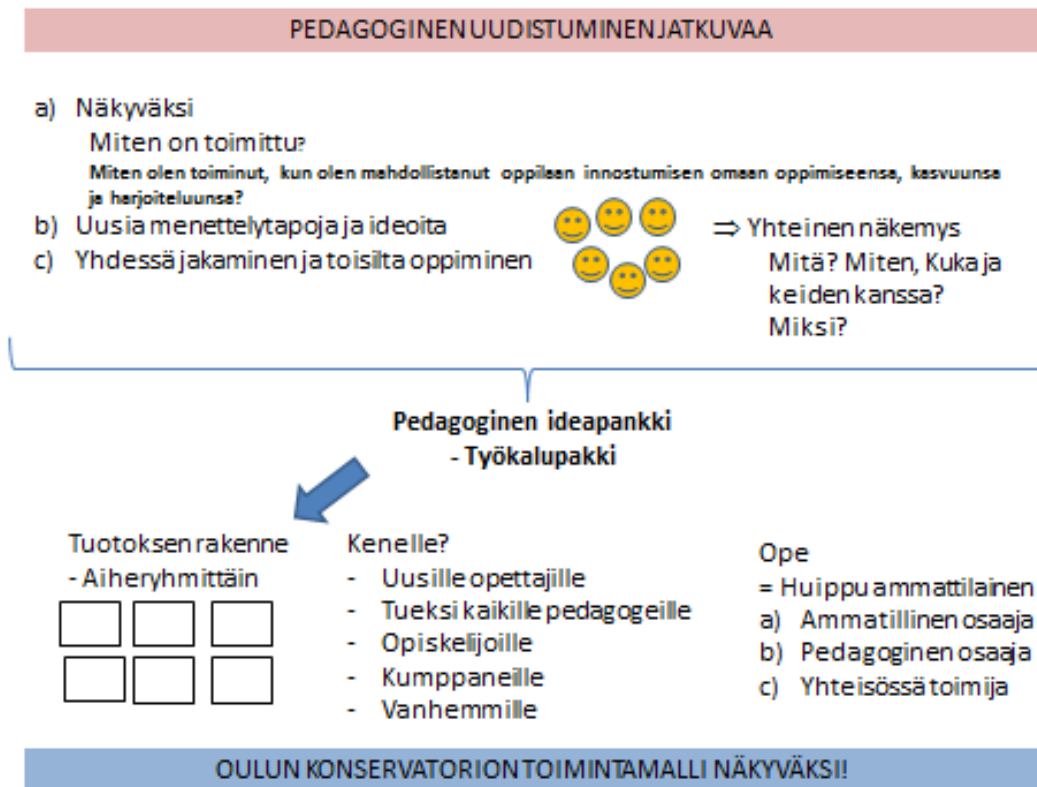 PEDAGOGINEN UUDISTUMINEN JATKUVAA
a) Näkyväksi
Miten on toimittu?
Miten olen toiminut, kun olen mahdollistanut oppilaan innostumisen omaan oppimiseensa, kasvuunsa
ja harjoiteluunsa?
b) Uusia menettelytapoja ja ideoita
c) Yhdessä jakaminen ja toisilta oppiminen
⇒ Yhteinen näkemys
Mitä? Miten, Kuka ja
keiden kanssa?
Miksi?
Pedagoginen ideapankki
- Työkalupakki
Tuotoksen rakenne
- Aiheryhmittäin
Kenelle?
- Uusille opettajille
- Tueksi kaikille pedagogeille
- Opiskelijoille
- Kumppaneille
- Vanhemmille
Ope
= Huippu ammattilainen
a) Ammatillinen osaaja
b) Pedagoginen osaaja
c) Yhteisössä toimija
OULUN KONSERVATORION TOIMINTAMALLI NÄKYVÄKSI!